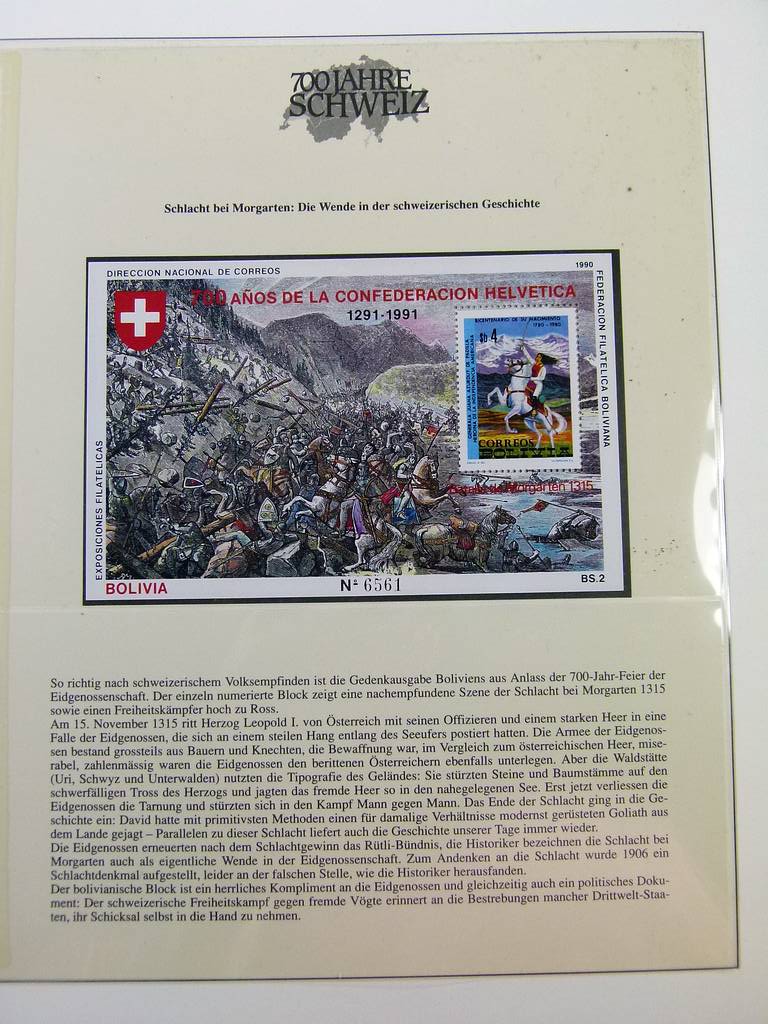 700 JAHRE
SCHWEIZ
Schlacht bei Morgarten: Die Wende in der schweizerischen Geschichte
DIRECCION NACIONAL DE CORREOS
1990
700 AÑOS DE LA CONFEDERACION HELVETICA
1291-1991
FEDERACION FILATELICA BOLIVIANA
EXPOSICIONES FILATELICAS
BICENTENARIO DE SU NACIMIENTO
1780 - 1980
$b 4
HEROINA DE LA INDEPENDENCIA AMERICANA
CORREOS
BOLIVIA
Batalla de Morgarten 1315
BOLIVIA
Nº 6561
BS.2
So richtig nach schweizerischem Volksempfinden ist die Gedenkausgabe Boliviens aus Anlass der 700-Jahr-Feier der
Eidgenossenschaft. Der einzeln numerierte Block zeigt eine nachempfundene Szene der Schlacht bei Morgarten 1315
sowie einen Freiheitskämpfer hoch zu Ross.
Am 15. November 1315 ritt Herzog Leopold I. von Österreich mit seinen Offizieren und einem starken Heer in eine
Falle der Eidgenossen, die sich an einem steilen Hang entlang des Seeufers postiert hatten. Die Armee der Eidgenos-
sen bestand grossteils aus Bauern und Knechten, die Bewaffnung war, im Vergleich zum österreichischen Heer, mise-
rabel, zahlenmässig waren die Eidgenossen den berittenen Österreichern ebenfalls unterlegen. Aber die Waldstätte
(Uri, Schwyz und Unterwalden) nutzten die Tipografie des Geländes: Sie stürzten Steine und Baumstämme auf den
schwerfälligen Tross des Herzogs und jagten das fremde Heer so in den nahegelegenen See. Erst jetzt verliessen die
Eidgenossen die Tarnung und stürzten sich in den Kampf Mann gegen Mann. Das Ende der Schlacht ging in die Ge-
schichte ein: David hatte mit primitivsten Methoden einen für damalige Verhältnisse modernst gerüsteten Goliath aus
dem Lande gejagt – Parallelen zu dieser Schlacht liefert auch die Geschichte unserer Tage immer wieder.
Die Eidgenossen erneuerten nach dem Schlachtgewinn das Rütli-Bündnis, die Historiker bezeichnen die Schlacht bei
Morgarten auch als eigentliche Wende in der Eidgenossenschaft. Zum Andenken an die Schlacht wurde 1906 ein
Schlachtdenkmal aufgestellt, leider an der falschen Stelle, wie die Historiker herausfanden.
Der bolivianische Block ist ein herrliches Kompliment an die Eidgenossen und gleichzeitig auch ein politisches Doku-
ment: Der schweizerische Freiheitskampf gegen fremde Vögte erinnert an die Bestrebungen mancher Drittwelt-Staa-
ten, ihr Schicksal selbst in die Hand zu nehmen.